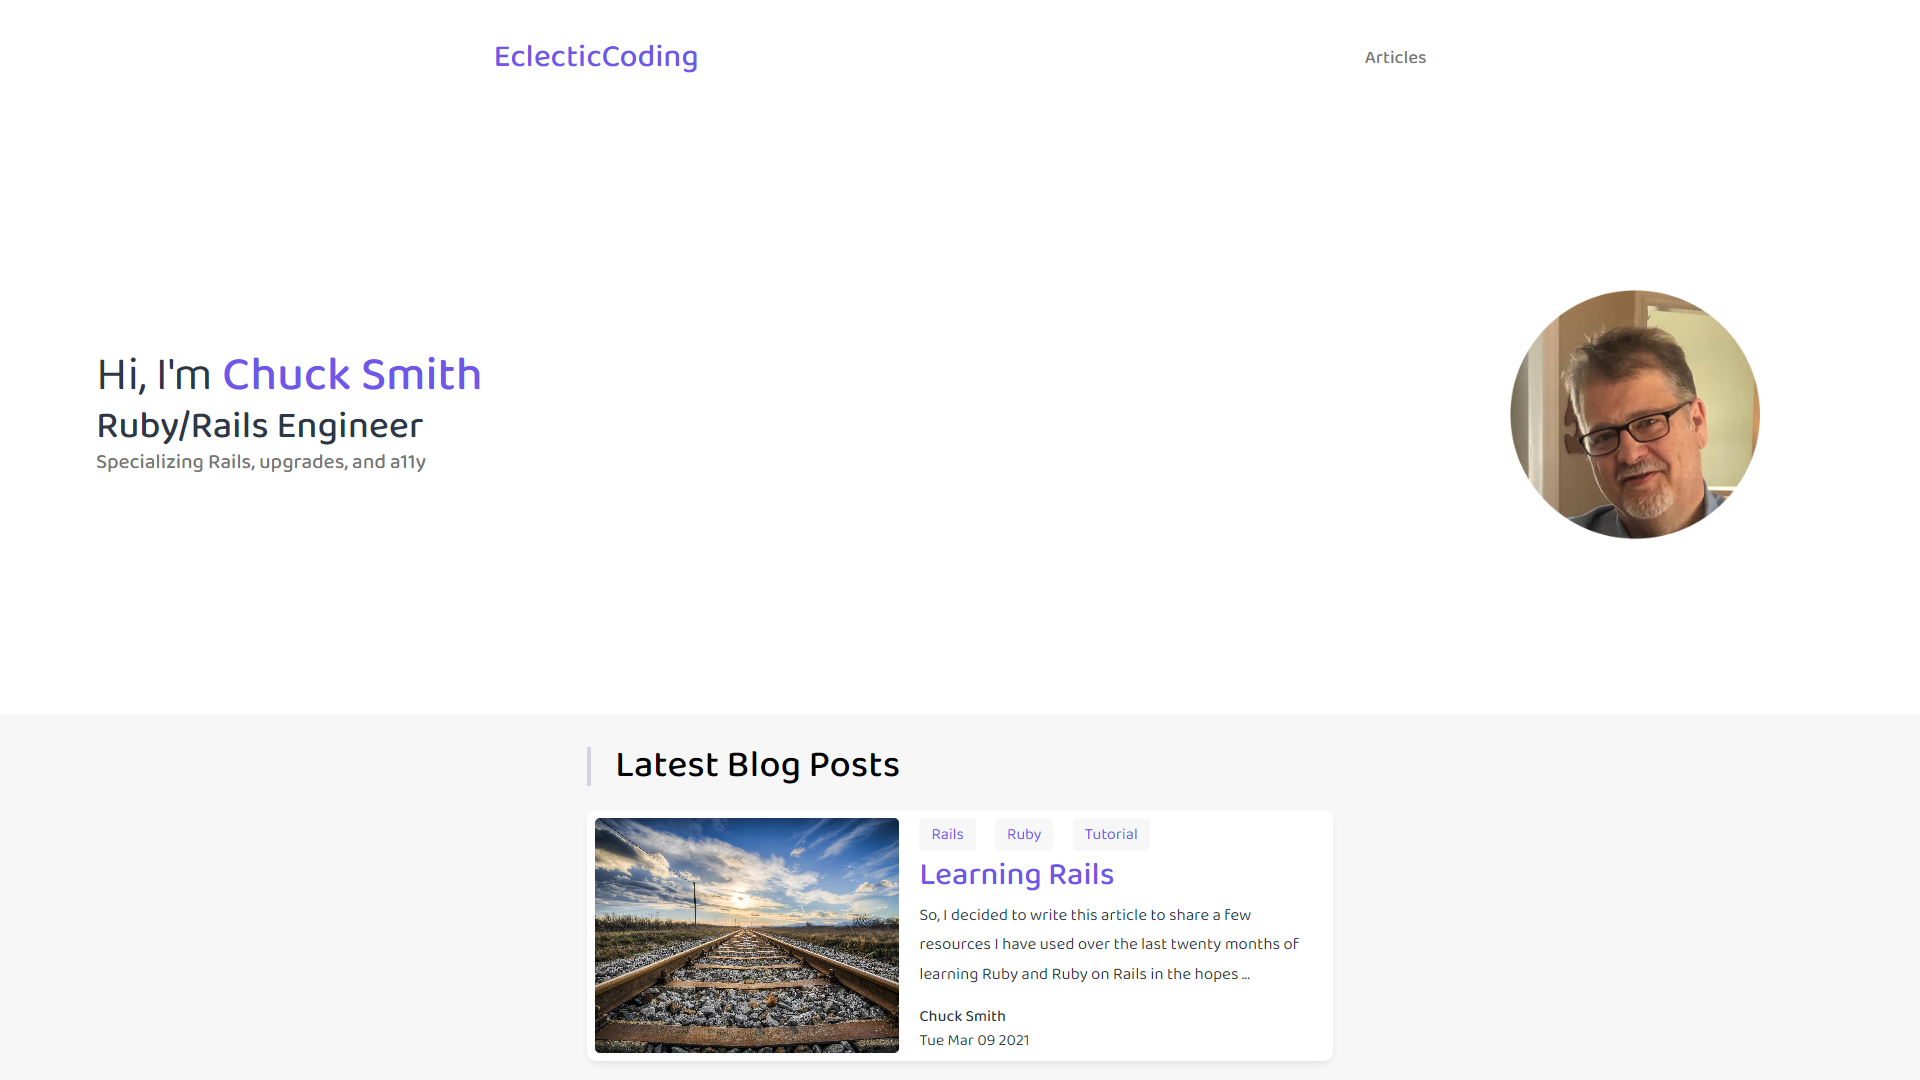 EclecticCoding
Articles
Hi, I'm Chuck Smith
Ruby/Rails Engineer
Specializing Rails, upgrades, and a11y
Latest Blog Posts
Rails
Ruby
Tutorial
Learning Rails
So, I decided to write this article to share a few
resources I have used over the last twenty months of
learning Ruby and Ruby on Rails in the hopes ...
Chuck Smith
Tue Mar 09 2021